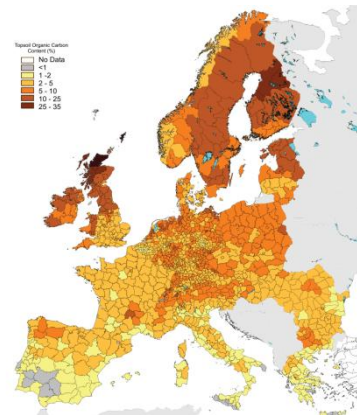 Topsoil Organic Carbon
Content (%)
No Data
<1
1 - 2
2 - 5
5 - 10
10 - 25
25 - 35